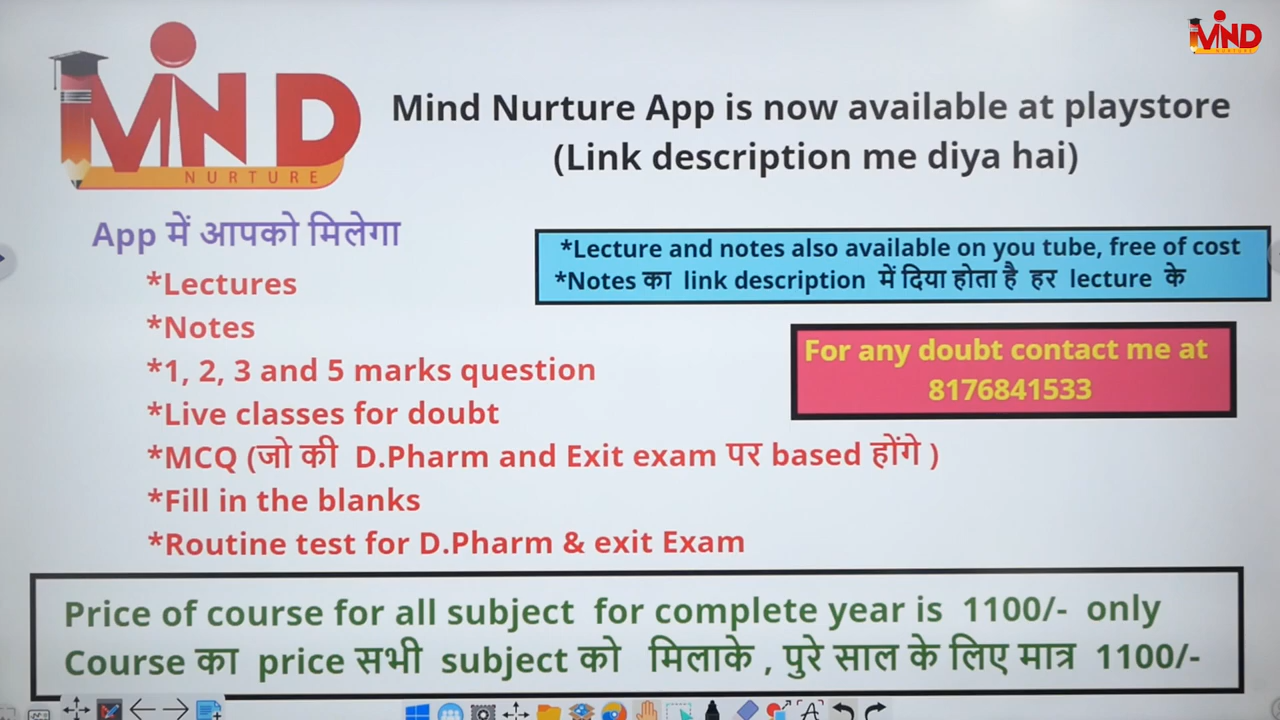 MIND
NURTURE
MIND
NURTURE
Mind Nurture App is now available at playstore
(Link description me diya hai)
App में आपको मिलेगा
*Lectures
*Notes
*1, 2, 3 and 5 marks question
*Live classes for doubt
*MCQ (जो की D.Pharm and Exit exam पर based होंगे )
*Fill in the blanks
*Routine test for D.Pharm & exit Exam
*Lecture and notes also available on you tube, free of cost
*Notes का link description में दिया होता है हर lecture के
For any doubt contact me at
8176841533
Price of course for all subject for complete year is 1100/- only
Course का price सभी subject को मिलाके , पुरे साल के लिए मात्र 1100/-